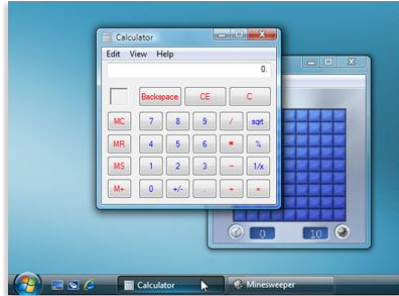 Calculator
Edit View Help
0.
Backspace CE C
MC 7 8 9 / sqrt
MR 4 5 6 * %
MS 1 2 3 - 1/x
M+ 0 +/- . + =
0 10
Calculator Minesweeper